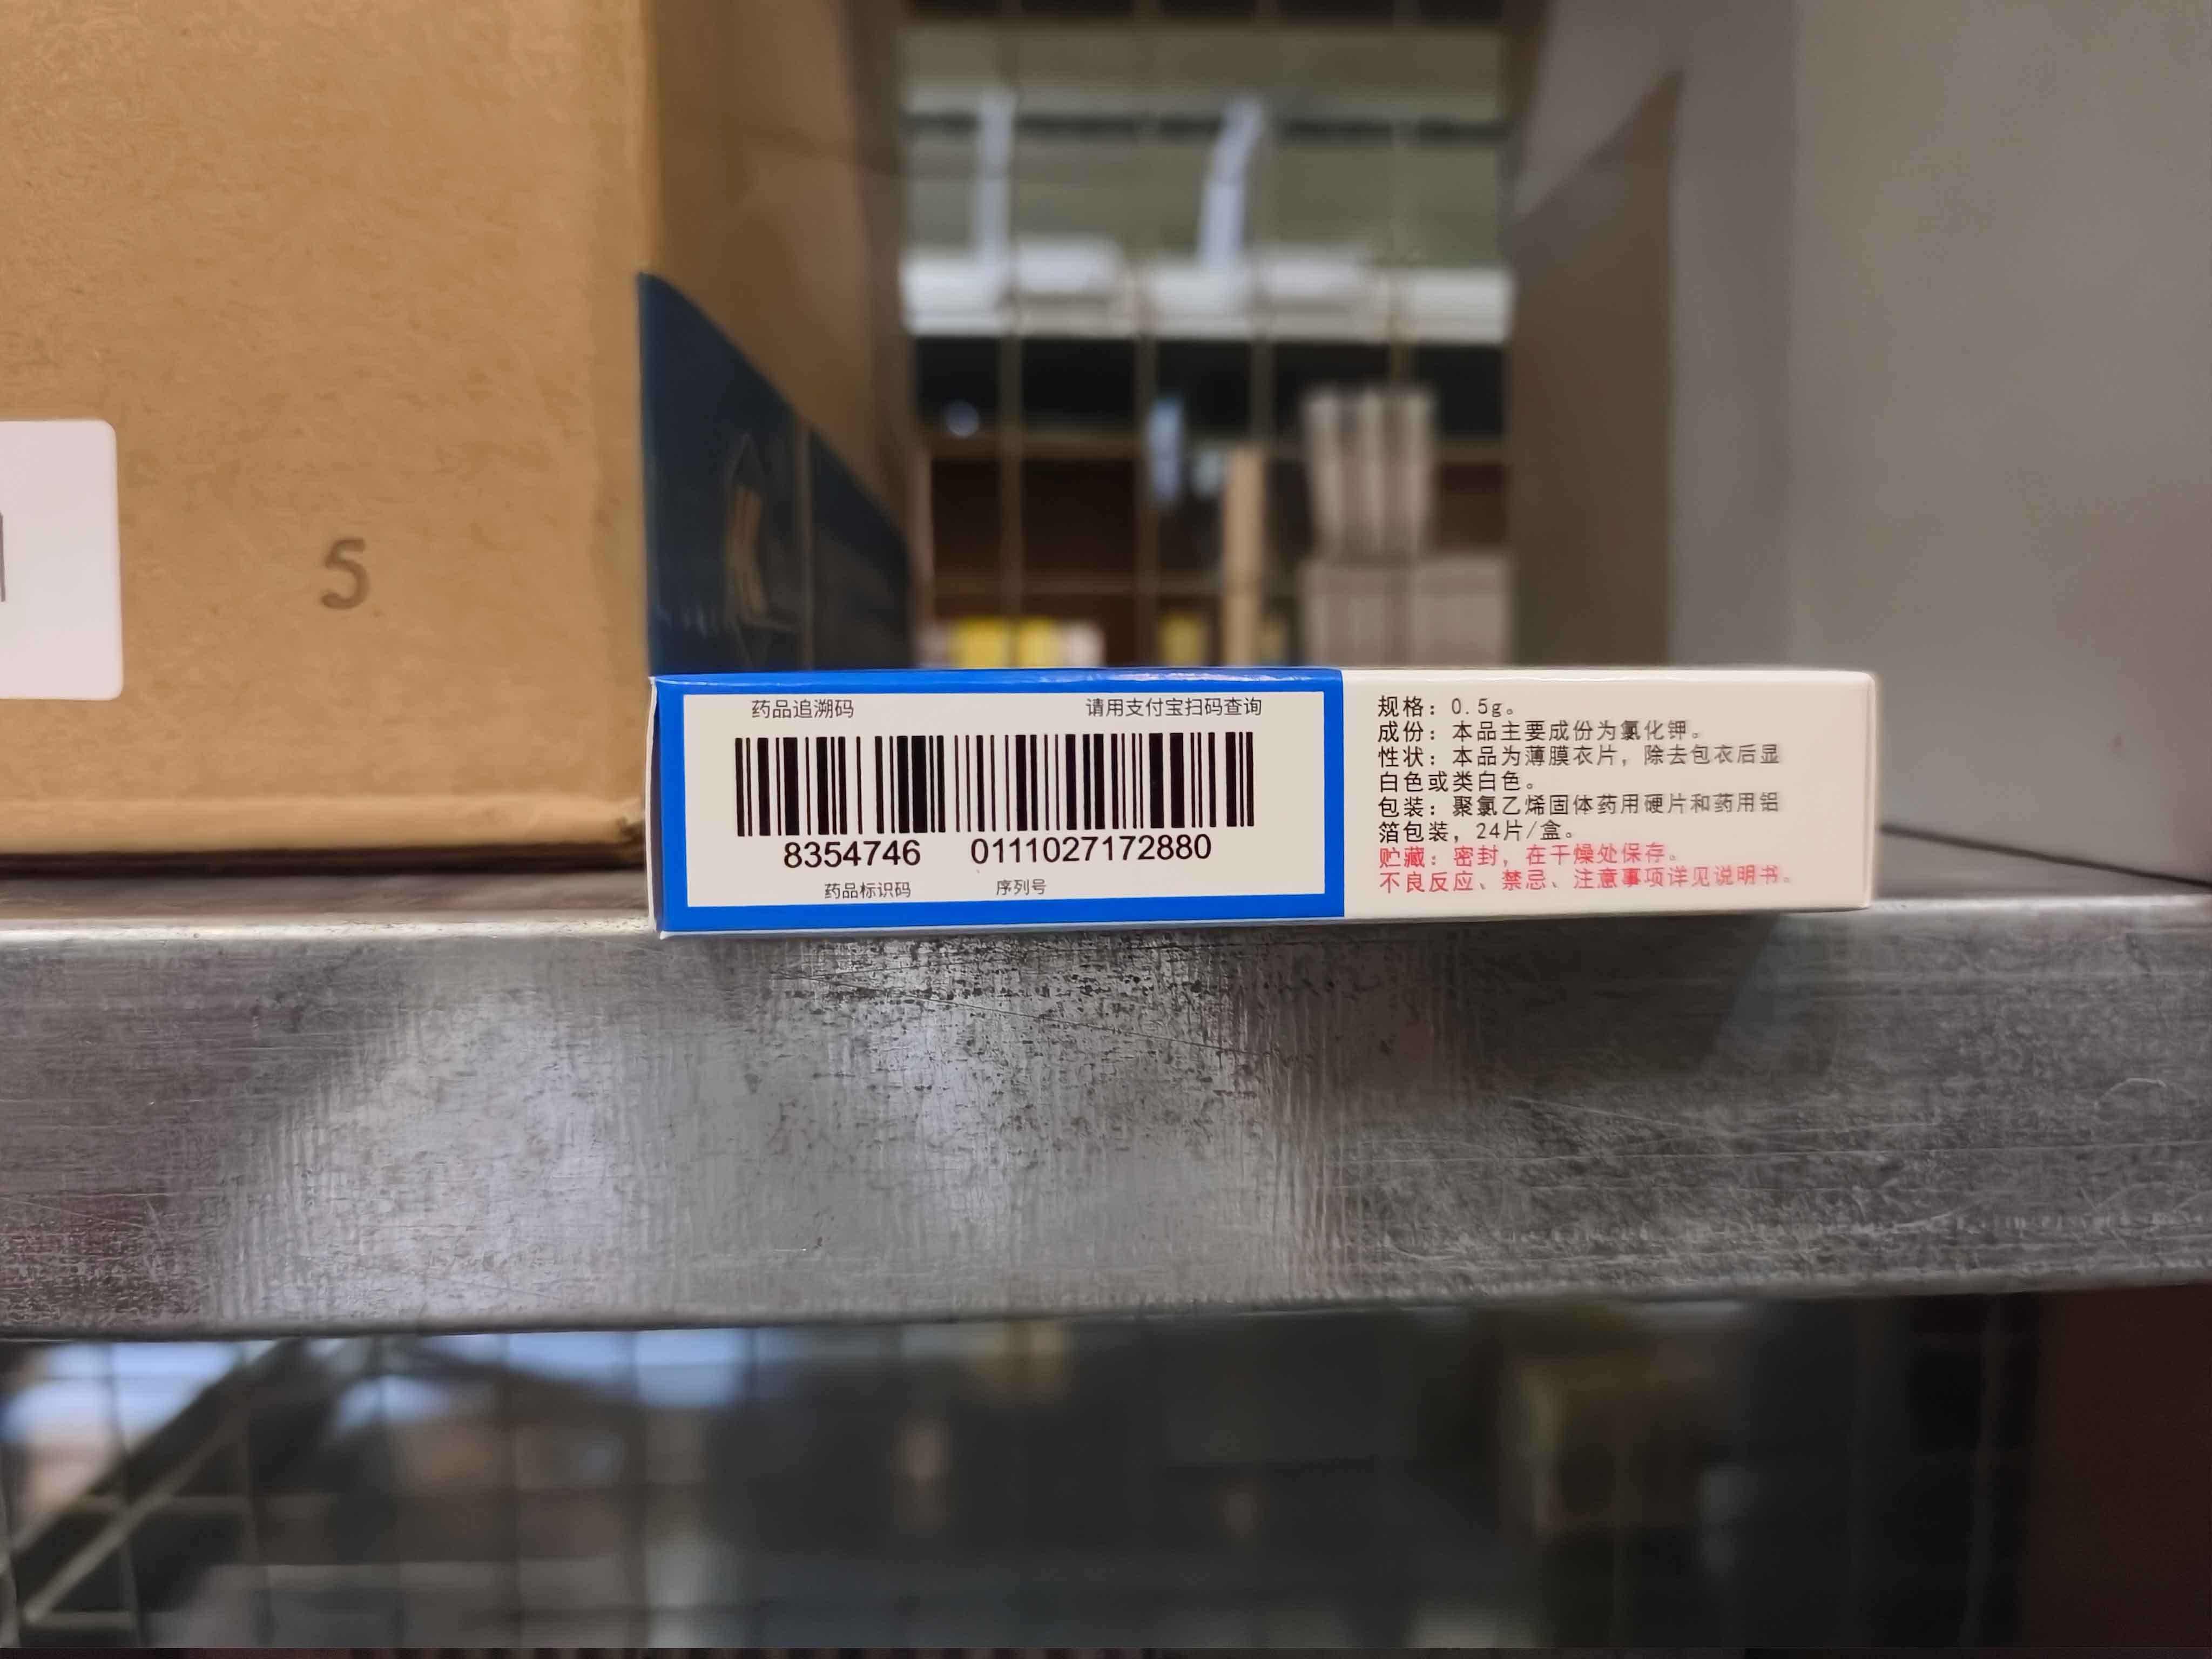 5
药品追溯码 请用支付宝扫码查询
8354746 0111027172880
药品标识码 序列号
规格：0.5g。
成份：本品主要成份为氯化钾。
性状：本品为薄膜衣片，除去包衣后显
白色或类白色。
包装：聚氯乙烯固体药用硬片和药用铝
箔包装，24片/盒。
贮藏：密封，在干燥处保存。
不良反应、禁忌、注意事项详见说明书。